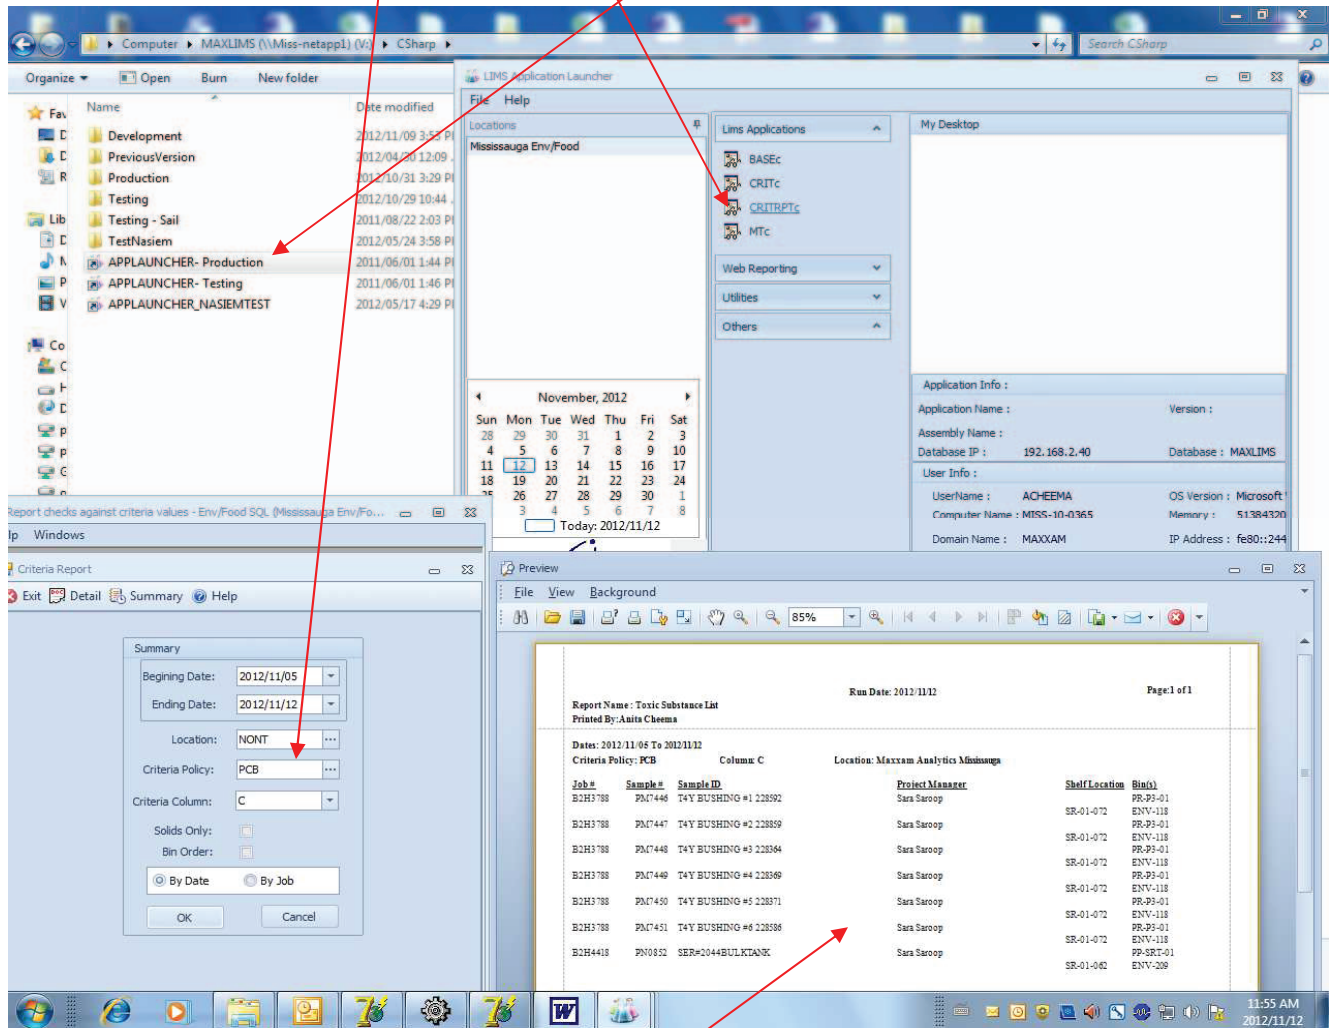 Computer ▸ MAXLIMS (\\Miss-netapp1) (V:) ▸ CSharp ▸
Search CSharp
Organize
Open
Burn
New folder
Name
Date modified
Fav
D
D
R
Lib
D
M
P
V
Co
C
H
D
p
p
G
Development
2012/11/09 3:53 P
PreviousVersion
2012/04/30 12:09
Production
2012/10/31 3:29 P
Testing
2012/10/29 10:44
Testing - Sail
2011/08/22 2:03 P
TestNasiem
2012/05/24 3:58 P
APPLAUNCHER- Production
2011/06/01 1:44 P
APPLAUNCHER- Testing
2011/06/01 1:46 P
APPLAUNCHER_NASIEMTEST
2012/05/17 4:29 P
LIMS Application Launcher
File Help
Locations
Mississauga Env/Food
Lims Applications
BASEc
CRITc
CRITRPTc
MTc
Web Reporting
Utilities
Others
My Desktop
November, 2012
Sun Mon Tue Wed Thu Fri Sat
28 29 30 31 1 2 3
4 5 6 7 8 9 10
11 12 13 14 15 16 17
18 19 20 21 22 23 24
25 26 27 28 29 30 1
3 4 5 6 7 8
Today: 2012/11/12
Application Info :
Application Name :
Version :
Assembly Name :
Database IP : 192.168.2.40
Database : MAXLIMS
User Info :
UserName : ACHEEMA
OS Version : Microsoft
Computer Name : MISS-10-0365
Memory : 51384320
Domain Name : MAXXAM
IP Address : fe80::244
Report checks against criteria values - Env/Food SQL (Mississauga Env/Fo...
lp Windows
Criteria Report
Exit Detail Summary Help
Summary
Begining Date: 2012/11/05
Ending Date: 2012/11/12
Location: NONT
Criteria Policy: PCB
Criteria Column: C
Solids Only:
Bin Order:
By Date By Job
OK Cancel
Preview
File View Background
85%
Run Date: 2012/11/12
Page:1 of 1
Report Name : Toxic Substance List
Printed By:Anita Cheema
Dates: 2012/11/05 To 2012/11/12
Criteria Policy: PCB Column: C Location: Maxxam Analytics Mississauga
Job # Sample # Sample ID Project Manager Shelf Location Bin(s)
B2H3788 PM7446 T4Y BUSHING #1 228592 Sara Saroop PR-P3-01
SR-01-072 ENV-118
B2H3788 PM7447 T4Y BUSHING #2 228859 Sara Saroop PR-P3-01
SR-01-072 ENV-118
B2H3788 PM7448 T4Y BUSHING #3 228364 Sara Saroop PR-P3-01
SR-01-072 ENV-118
B2H3788 PM7449 T4Y BUSHING #4 228369 Sara Saroop PR-P3-01
SR-01-072 ENV-118
B2H3788 PM7450 T4Y BUSHING #5 228371 Sara Saroop PR-P3-01
SR-01-072 ENV-118
B2H3788 PM7451 T4Y BUSHING #6 228586 Sara Saroop PR-P3-01
SR-01-072 ENV-118
B2H4418 PN0852 SER#2044BULKTANK Sara Saroop PP-SRT-01
SR-01-062 ENV-209
11:55 AM
2012/11/12